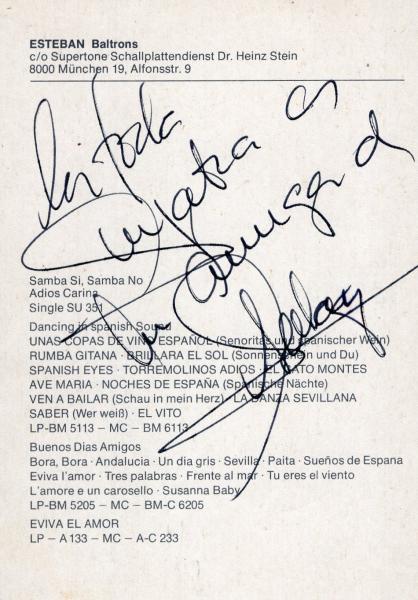 ESTEBAN Baltrons
c/o Supertone Schallplattendienst Dr. Heinz Stein
8000 München 19, Alfonsstr. 9
toda
Samba Si, Samba No
Adios Carina
Single SU 351
Dancing in spanish Sound
UNAS COPAS DE VINO ESPAÑOL (Senoritas und spanischer Wein)
RUMBA GITANA · BRILLARA EL SOL (Sonnenschein und Du)
SPANISH EYES · TORREMOLINOS ADIOS · EL GATO MONTES
AVE MARIA · NOCHES DE ESPAÑA (Spanische Nächte)
VEN A BAILAR (Schau in mein Herz) · LA DANZA SEVILLANA
SABER (Wer weiß) · EL VITO
LP-BM 5113 – MC – BM 6113
Buenos Dias Amigos
Bora, Bora · Andalucia · Un dia gris · Sevilla · Paita · Sueños de Espana
Eviva l'amor · Tres palabras · Frente al mar · Tu eres el viento
L'amore e un carosello · Susanna Baby
LP-BM 5205 – MC – BM-C 6205
EVIVA EL AMOR
LP – A 133 – MC – A-C 233